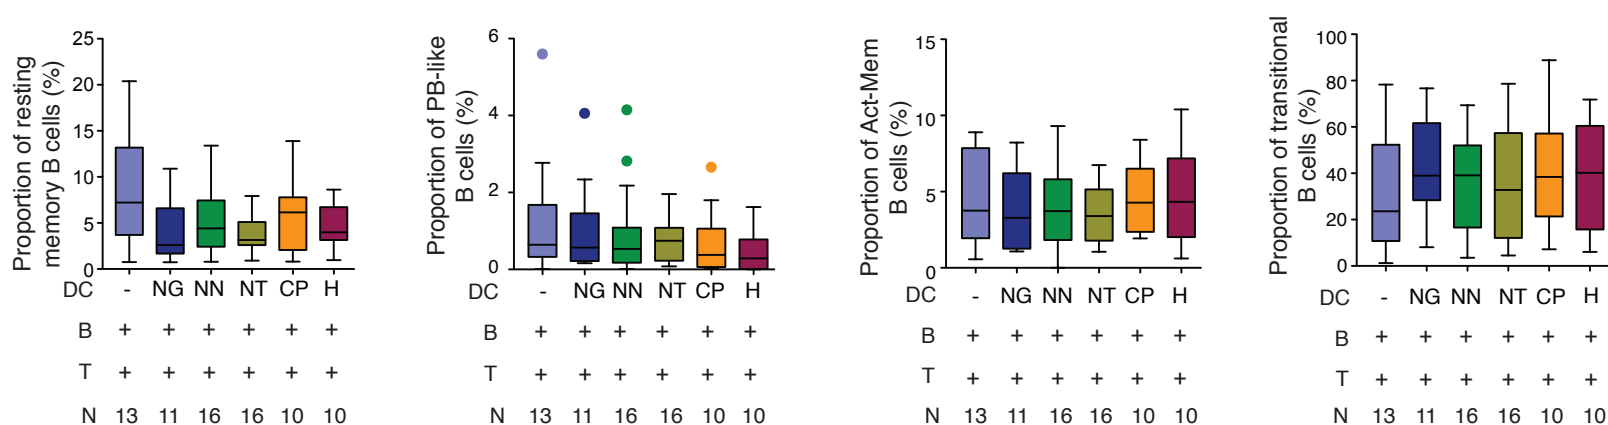 Proportion of resting
memory B cells (%)
25
20
15
10
5
0
DC - NG NN NT CP H
B + + + + + +
T + + + + + +
N 13 11 16 16 10 10
Proportion of PB-like
B cells (%)
6
4
2
0
DC - NG NN NT CP H
B + + + + + +
T + + + + + +
N 13 11 16 16 10 10
Proportion of Act-Mem
B cells (%)
15
10
5
0
DC - NG NN NT CP H
B + + + + + +
T + + + + + +
N 13 11 16 16 10 10
Proportion of transitional
B cells (%)
100
80
60
40
20
0
DC - NG NN NT CP H
B + + + + + +
T + + + + + +
N 13 11 16 16 10 10